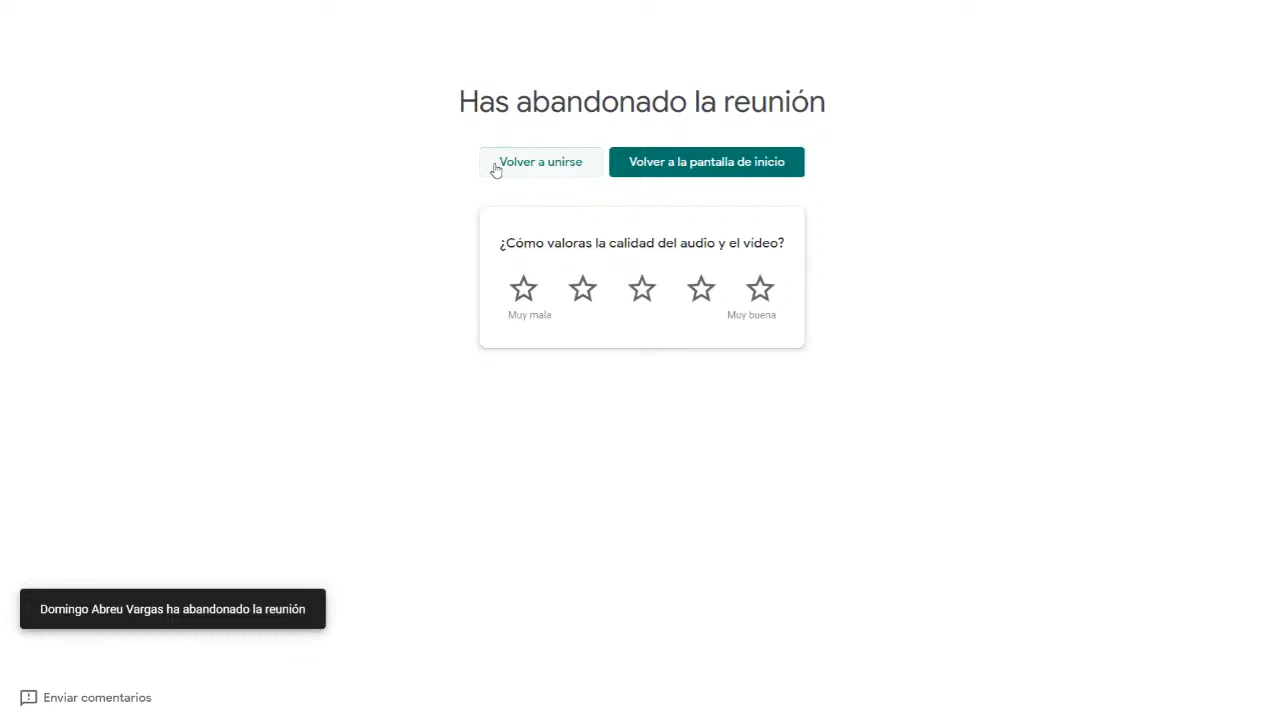 Has abandonado la reunión
Volver a unirse
Volver a la pantalla de inicio
¿Cómo valoras la calidad del audio y el vídeo?
Muy mala
Muy buena
Domingo Abreu Vargas ha abandonado la reunión
Enviar comentarios